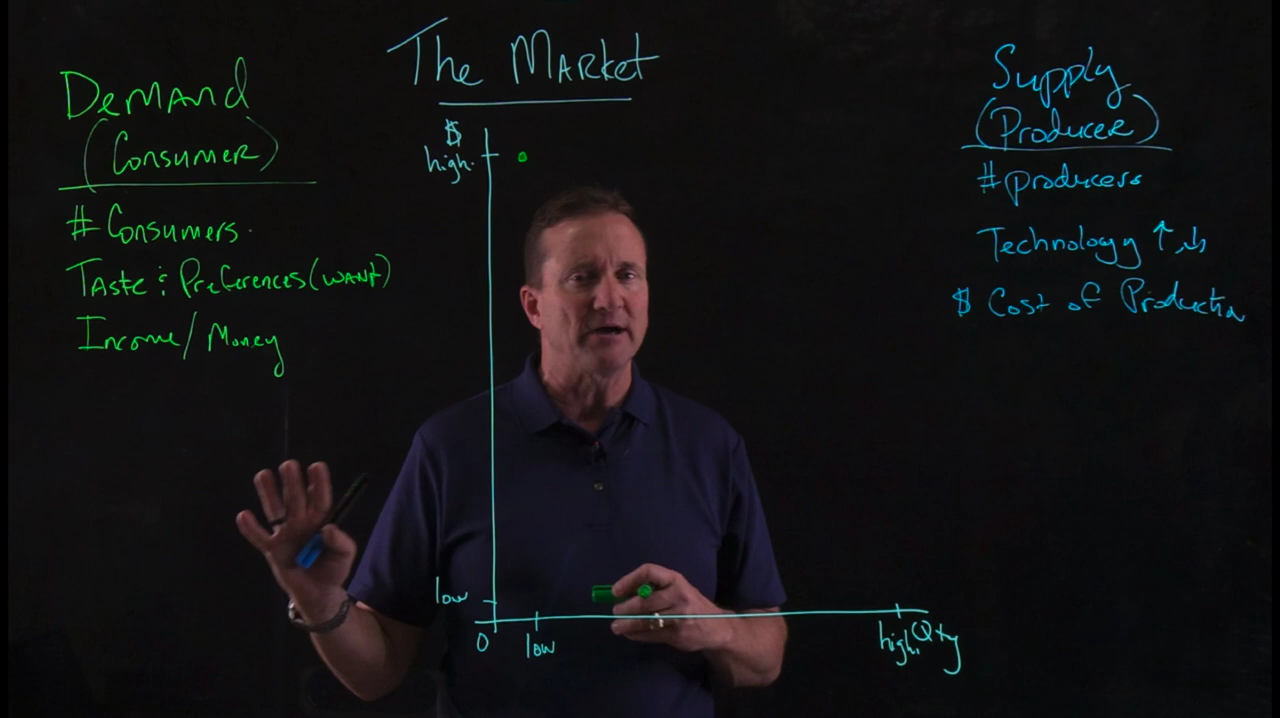 The Market
Demand
(Consumer)
# Consumers.
Taste & Preferences (want)
Income/Money
$
high.
low
0
low
high.
Qty
Supply
(Producer)
# producers
Technology ↑↓
$ Cost of Production